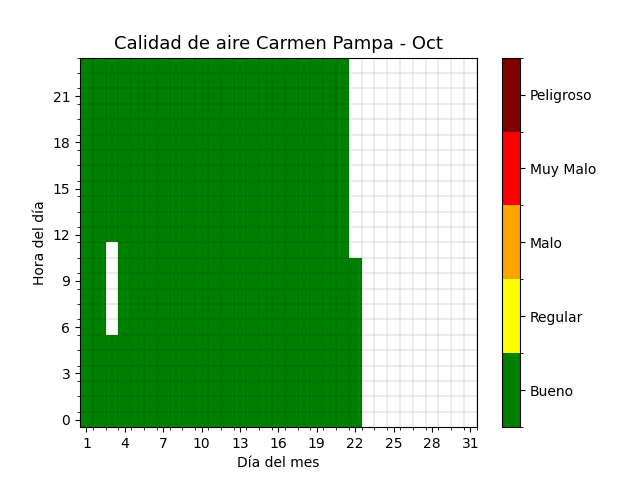 Calidad de aire Carmen Pampa - Oct
Hora del día
21
18
15
12
9
6
3
0
1 4 7 10 13 16 19 22 25 28 31
Día del mes
Peligroso
Muy Malo
Malo
Regular
Bueno